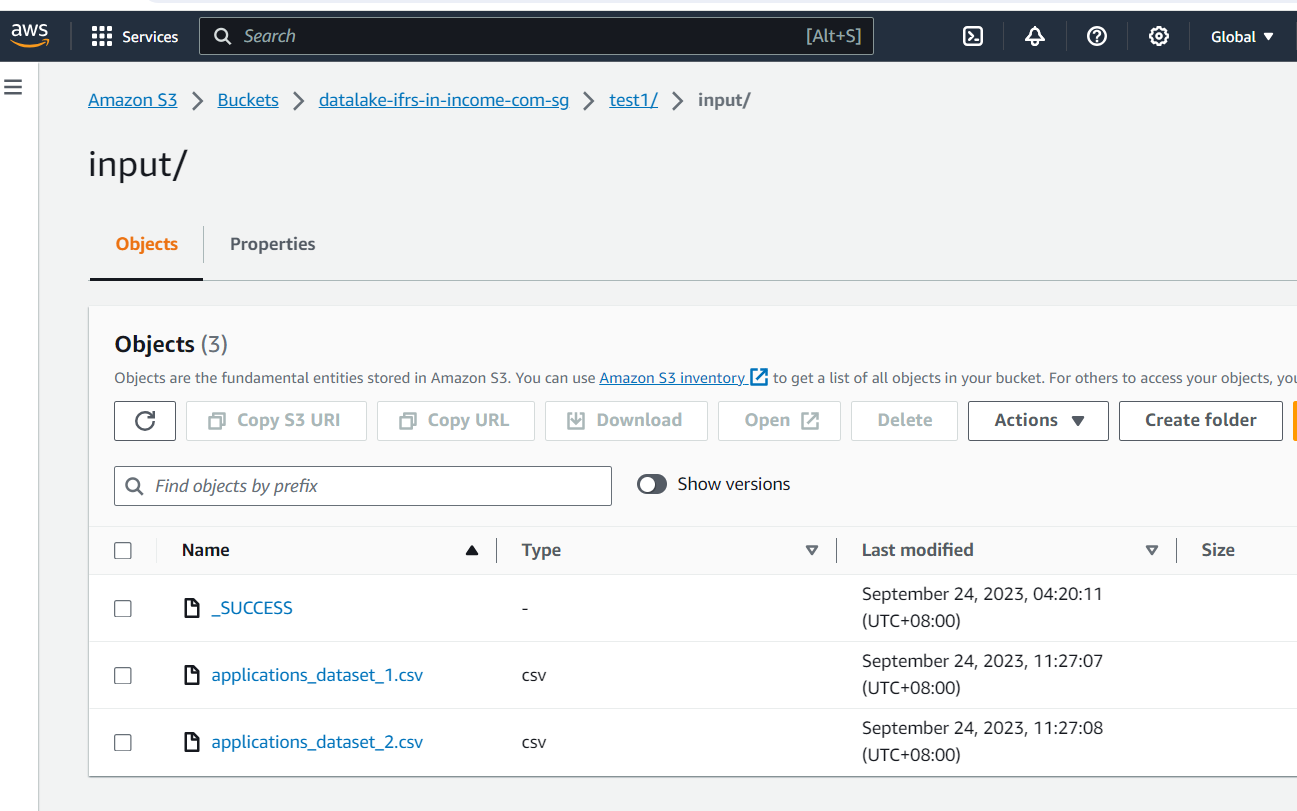 aws Services Search [Alt+S] Global
Amazon S3 Buckets datalake-ifrs-in-income-com-sg test1/ input/
input/
Objects Properties
Objects (3)
Objects are the fundamental entities stored in Amazon S3. You can use Amazon S3 inventory to get a list of all objects in your bucket. For others to access your objects,
Copy S3 URI Copy URL Download Open Delete Actions Create folder
Find objects by prefix Show versions
Name Type Last modified Size
_SUCCESS - September 24, 2023, 04:20:11
(UTC+08:00)
applications_dataset_1.csv csv September 24, 2023, 11:27:07
(UTC+08:00)
applications_dataset_2.csv csv September 24, 2023, 11:27:08
(UTC+08:00)